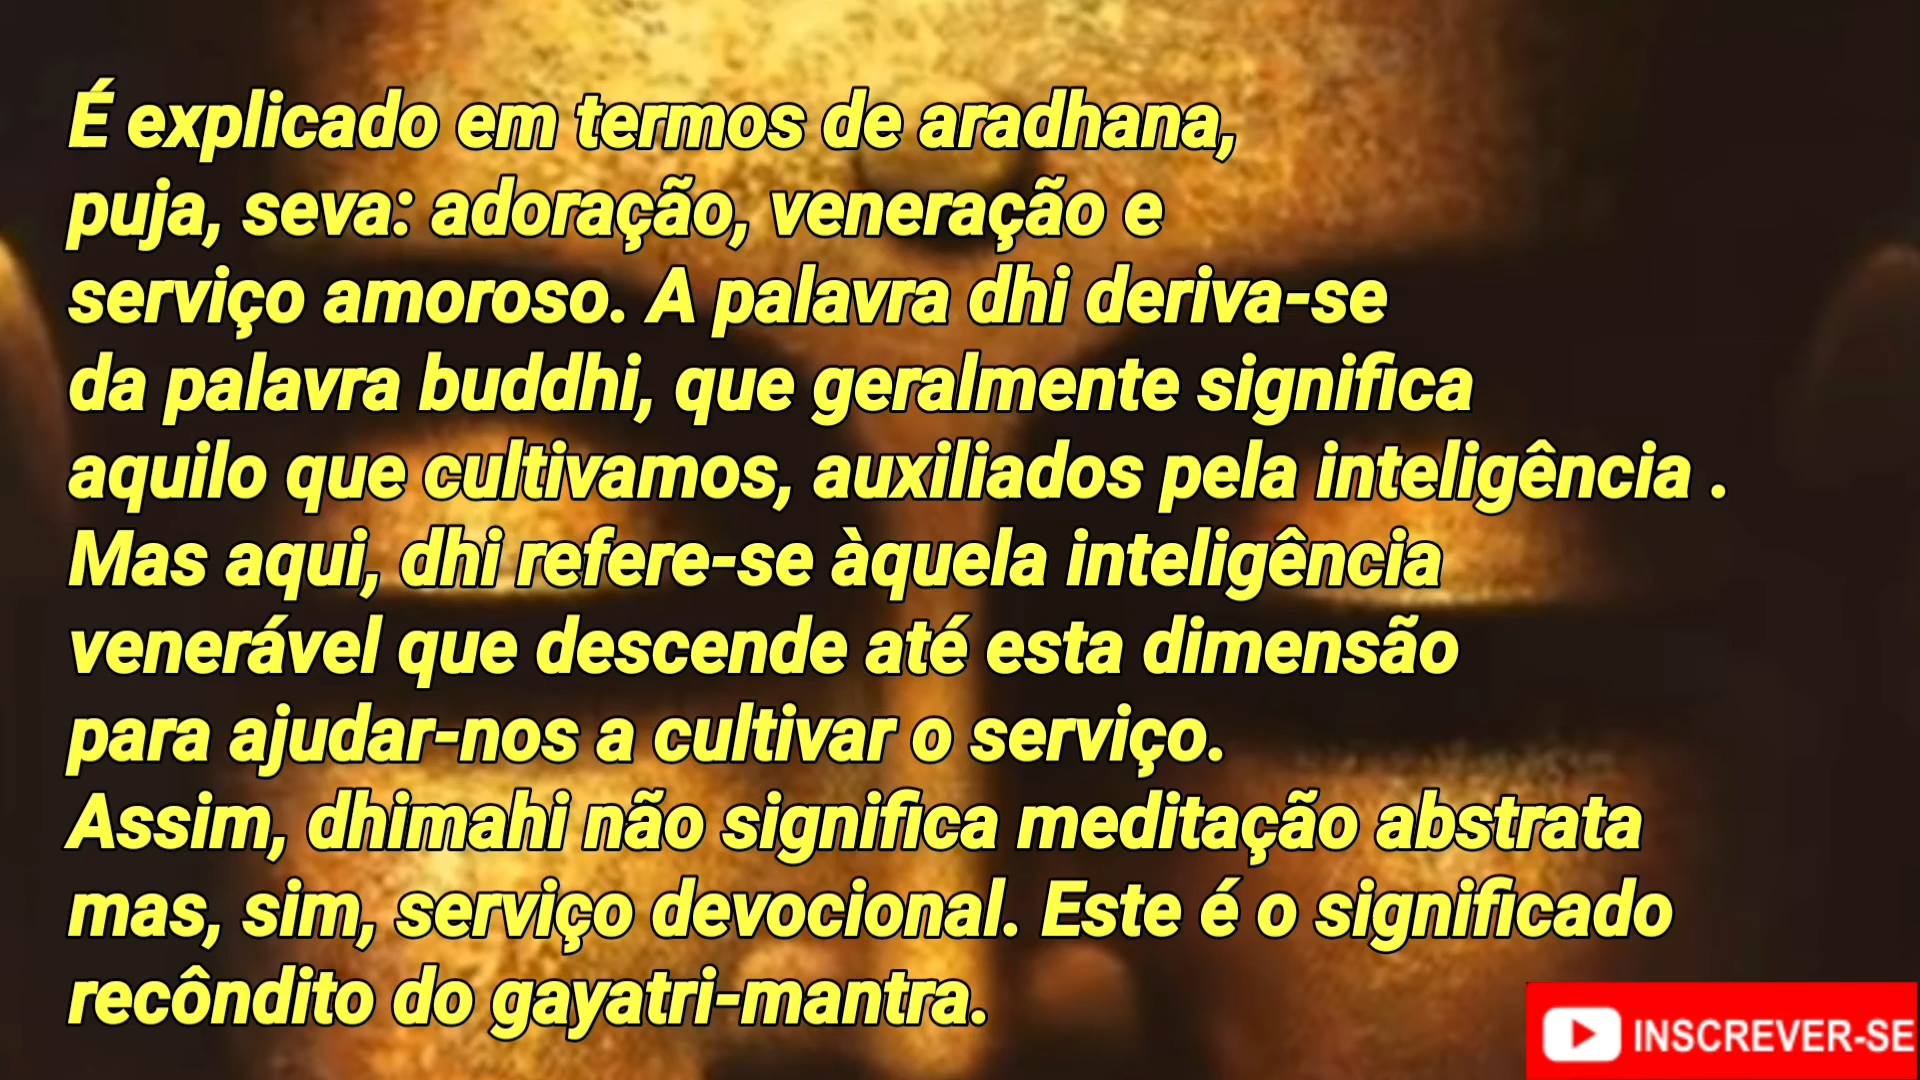 É explicado em termos de aradhana,
puja, seva: adoração, veneração e
serviço amoroso. A palavra dhi deriva-se
da palavra buddhi, que geralmente significa
aquilo que cultivamos, auxiliados pela inteligência .
Mas aqui, dhi refere-se àquela inteligência
venerável que descende até esta dimensão
para ajudar-nos a cultivar o serviço.
Assim, dhimahi não significa meditação abstrata
mas, sim, serviço devocional. Este é o significado
recôndito do gayatri-mantra.
INSCREVER-SE